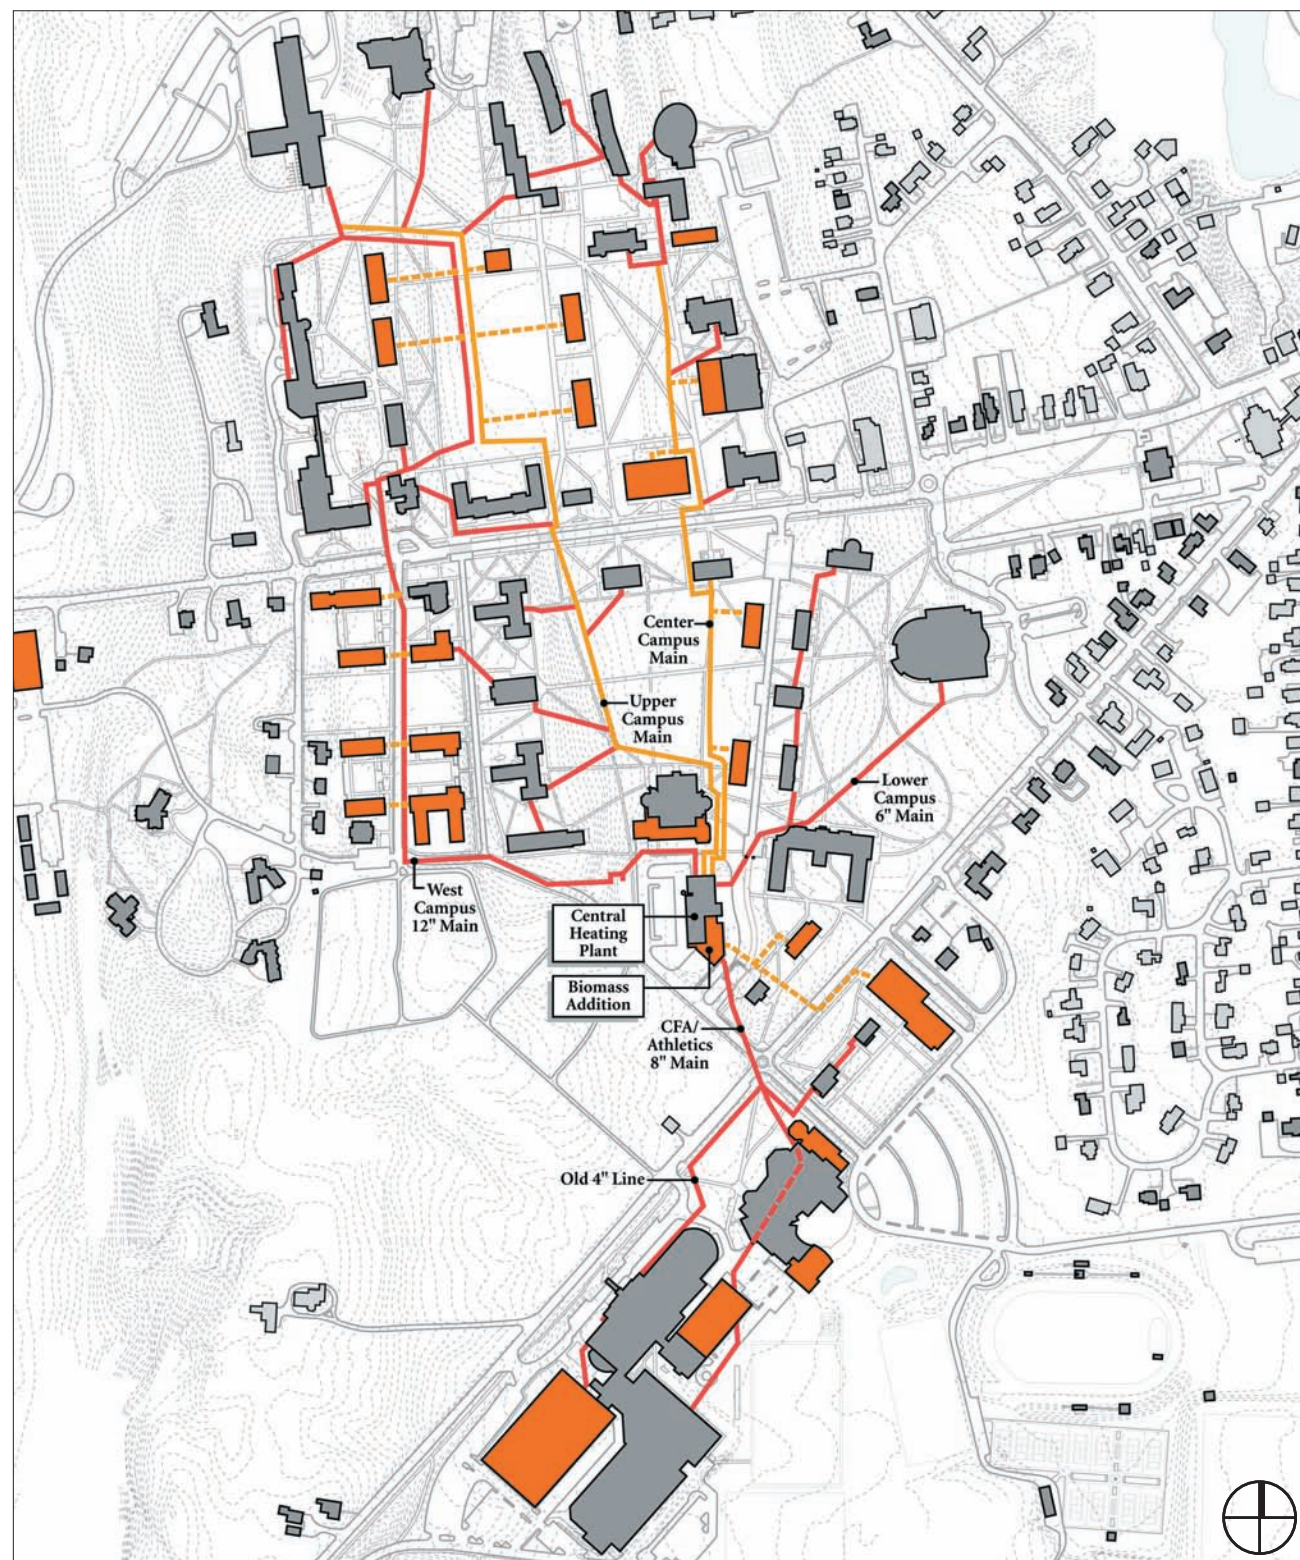 Center
Campus
Main
Upper
Campus
Main
Lower
Campus
6" Main
West
Campus
12" Main
Central
Heating
Plant
Biomass
Addition
CFA/
Athletics
8" Main
Old 4" Line